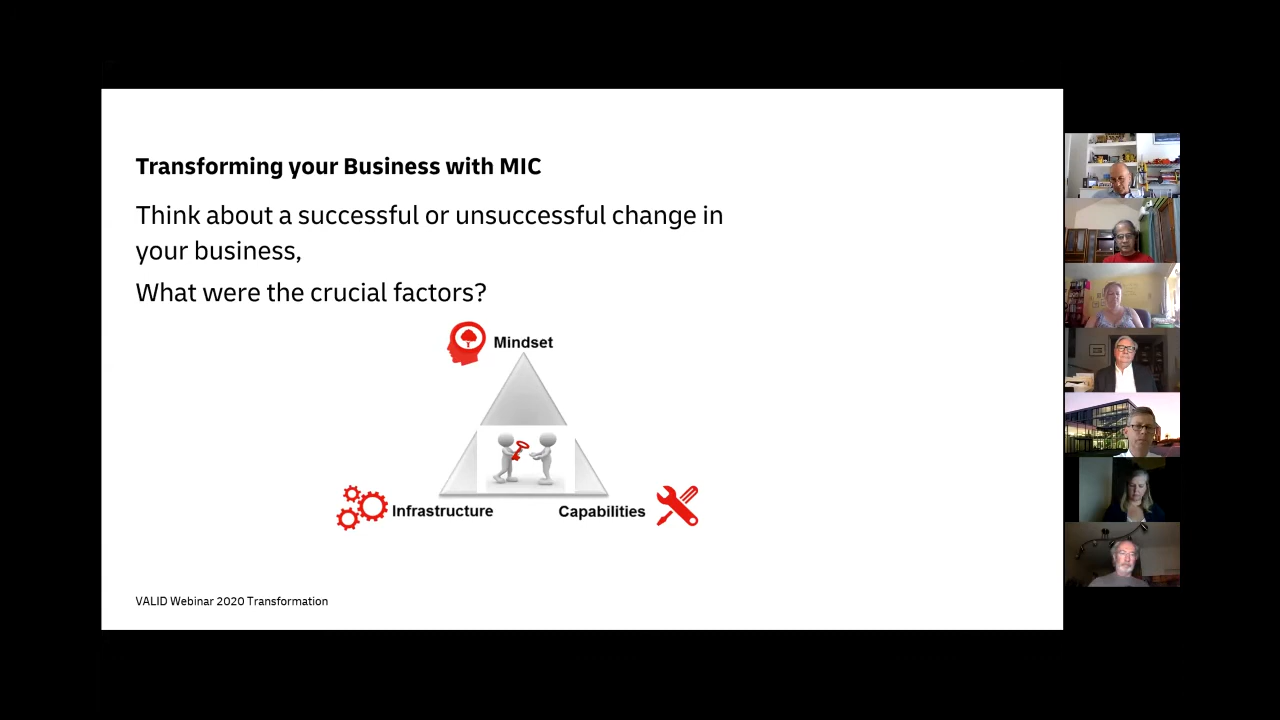 Transforming your Business with MIC
Think about a successful or unsuccessful change in
your business,
What were the crucial factors?
Mindset
Infrastructure
Capabilities
VALID Webinar 2020 Transformation